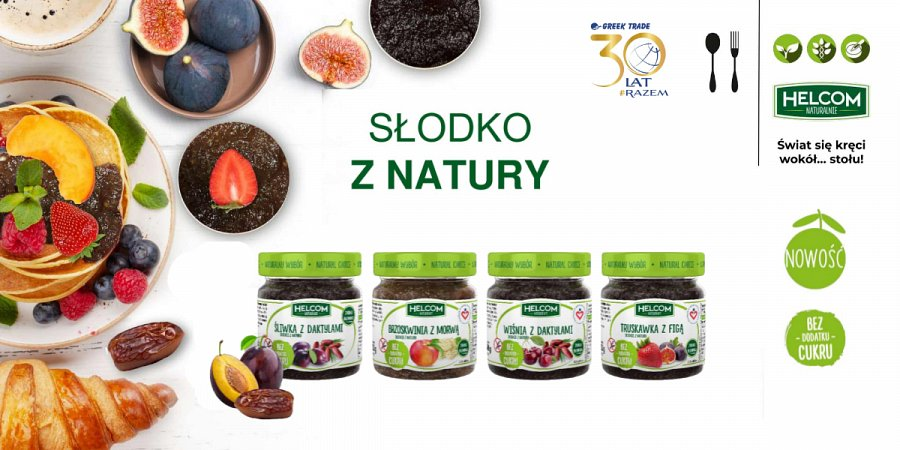 GREEK TRADE
30
LAT
#RAZEM
HELCOM
NATURALNIE
Świat się kręci
wokół... stołu!
SŁODKO
Z NATURY
NOWOŚĆ
BEZ
- DODATKU -
CUKRU
NATURALNY WYBÓR • NATURAL CHOICE
HELCOM
ŚLIWKA Z DAKTYLAMI
BEZ
DODATKU
CUKRU
NATURALNY WYBÓR • NATURAL CHOICE
HELCOM
BRZOSKWINIA Z MORWĄ
BEZ
DODATKU
CUKRU
NATURALNY WYBÓR • NATURAL CHOICE
HELCOM
WIŚNIA Z DAKTYLAMI
BEZ
DODATKU
CUKRU
NATURALNY WYBÓR • NATURAL CHOICE
HELCOM
TRUSKAWKA Z FIGĄ
BEZ
DODATKU
CUKRU